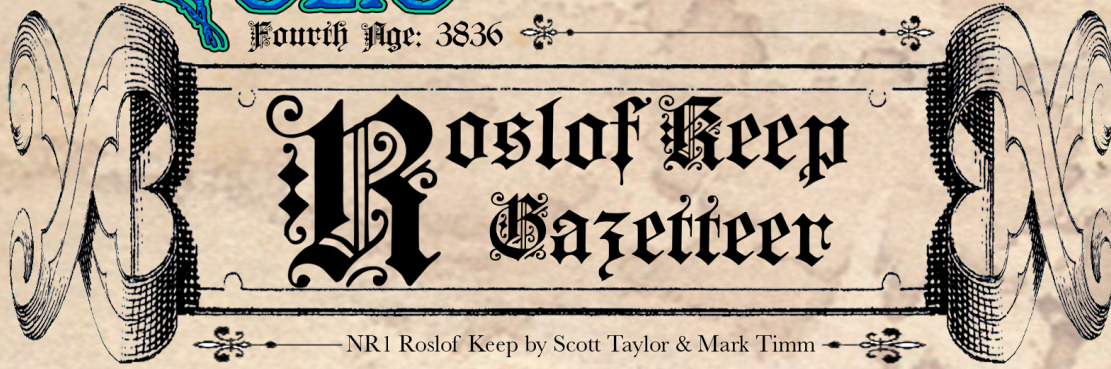 Fourth Age: 3836
Roslof Keep
Gazetteer
NR1 Roslof Keep by Scott Taylor & Mark Timm